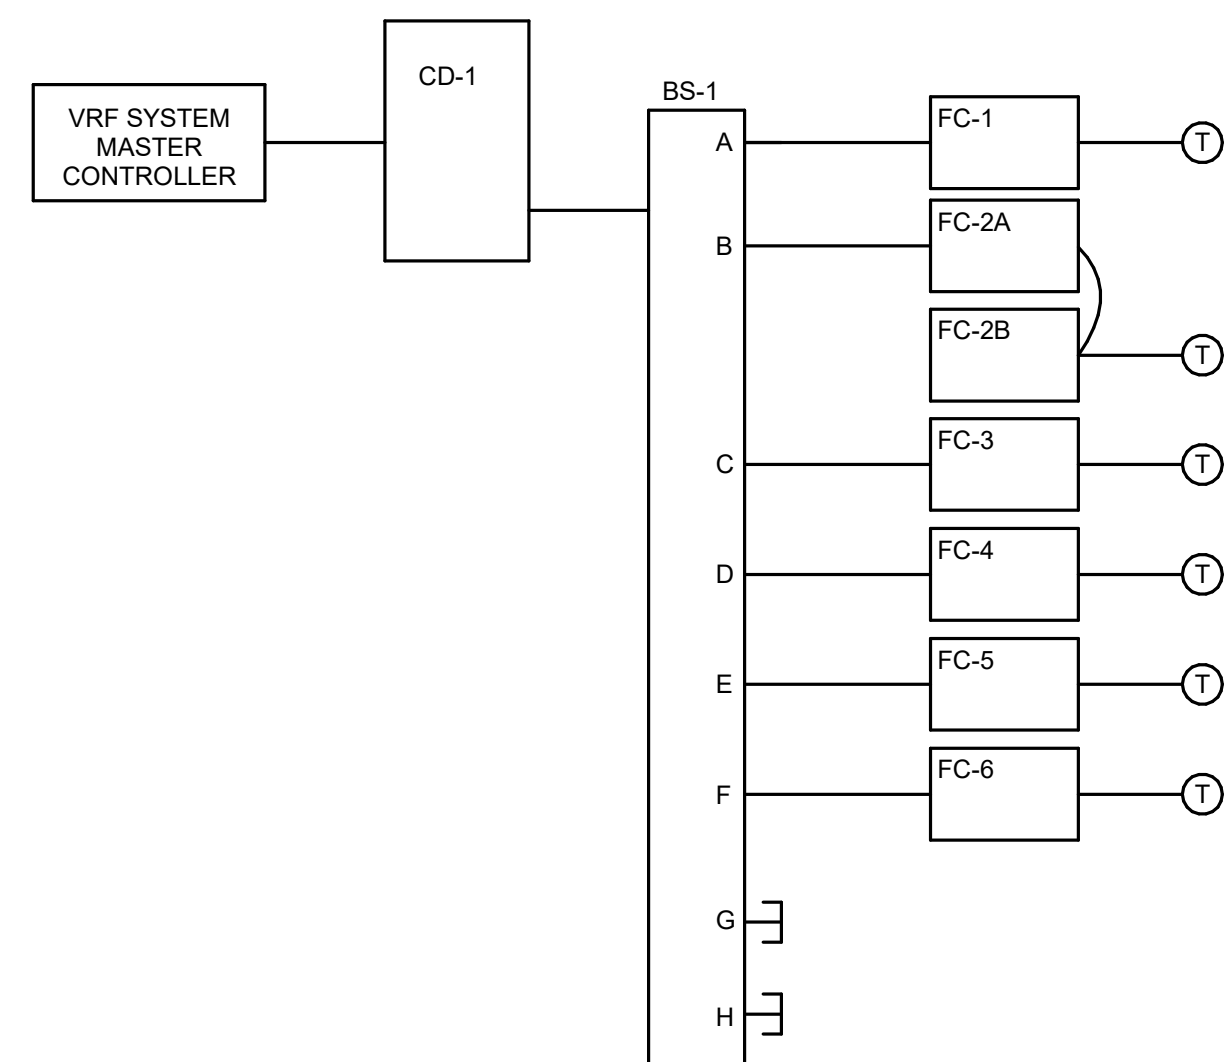 CD-1
VRF SYSTEM
MASTER
CONTROLLER
BS-1
A
FC-1
T
B
FC-2A
FC-2B
T
C
FC-3
T
D
FC-4
T
E
FC-5
T
F
FC-6
T
G
H